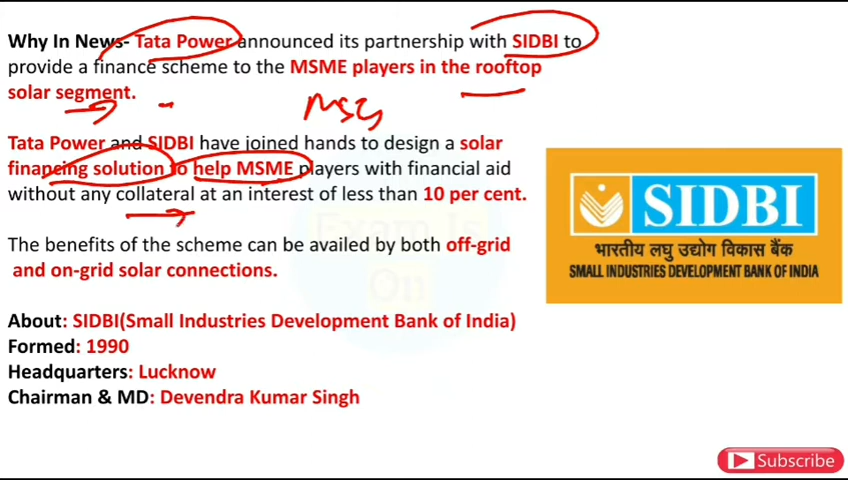 Why In News- Tata Power announced its partnership with SIDBI to
provide a finance scheme to the MSME players in the rooftop
solar segment.
Tata Power and SIDBI have joined hands to design a solar
financing solution to help MSME players with financial aid
without any collateral at an interest of less than 10 per cent.
The benefits of the scheme can be availed by both off-grid
and on-grid solar connections.
About: SIDBI(Small Industries Development Bank of India)
Formed: 1990
Headquarters: Lucknow
Chairman & MD: Devendra Kumar Singh
Exam Is
On
SIDBI
भारतीय लघु उद्योग विकास बैंक
SMALL INDUSTRIES DEVELOPMENT BANK OF INDIA
Subscribe